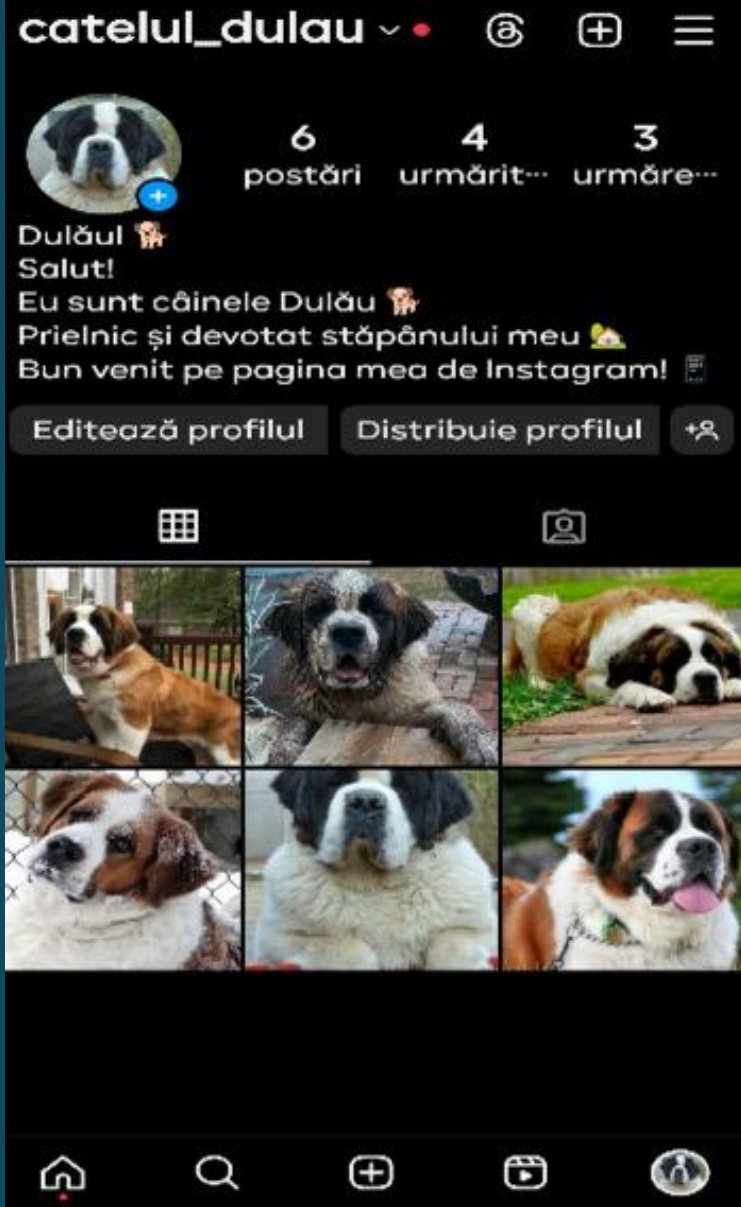 catelul_dulau
6 4 3
postări urmărit... urmăre...
Dulăul 🐕
Salut!
Eu sunt câinele Dulău 🐕
Prielnic și devotat stăpânului meu 🏡
Bun venit pe pagina mea de Instagram! 📱
Editează profilul Distribuie profilul